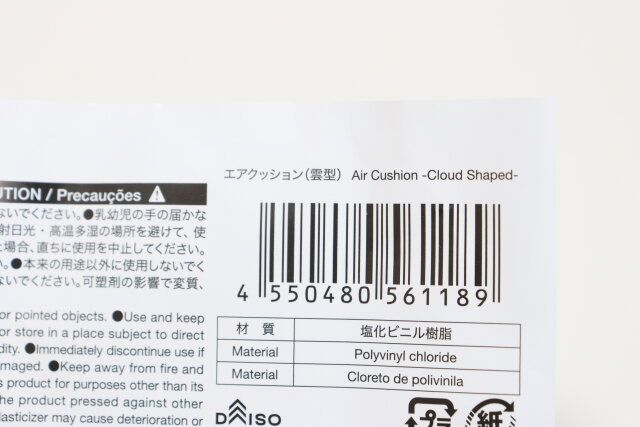 UTION / Precauções
ないでください。●乳幼児の手の届かな
射日光・高温多湿の場所を避けて、使
た場合、直ちに使用を中止してください。
い。●本来の用途以外に使用しないでく
ないでください。可塑剤の影響で変質、
or pointed objects. ●Use and keep
or store in a place subject to direct
dity. ●Immediately discontinue use if
maged. ●Keep away from fire and
s product for purposes other than its
he product pressed against other
lasticizer may cause deterioration or
エアクッション（雲型） Air Cushion -Cloud Shaped-
4 550480 561189
材質 塩化ビニル樹脂
Material Polyvinyl chloride
Material Cloreto de polivinila
DAISO
プラ
紙